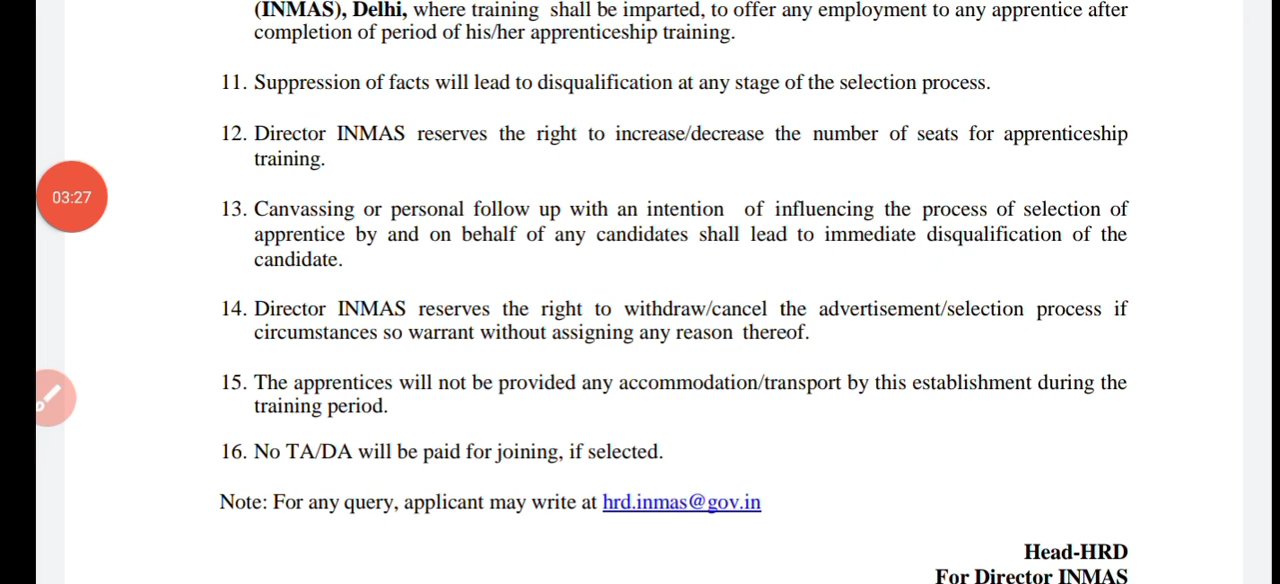 (INMAS), Delhi, where training shall be imparted, to offer any employment to any apprentice after
completion of period of his/her apprenticeship training.
11. Suppression of facts will lead to disqualification at any stage of the selection process.
12. Director INMAS reserves the right to increase/decrease the number of seats for apprenticeship
training.
03:27
13. Canvassing or personal follow up with an intention of influencing the process of selection of
apprentice by and on behalf of any candidates shall lead to immediate disqualification of the
candidate.
14. Director INMAS reserves the right to withdraw/cancel the advertisement/selection process if
circumstances so warrant without assigning any reason thereof.
15. The apprentices will not be provided any accommodation/transport by this establishment during the
training period.
16. No TA/DA will be paid for joining, if selected.
Note: For any query, applicant may write at hrd.inmas@gov.in
Head-HRD
For Director INMAS